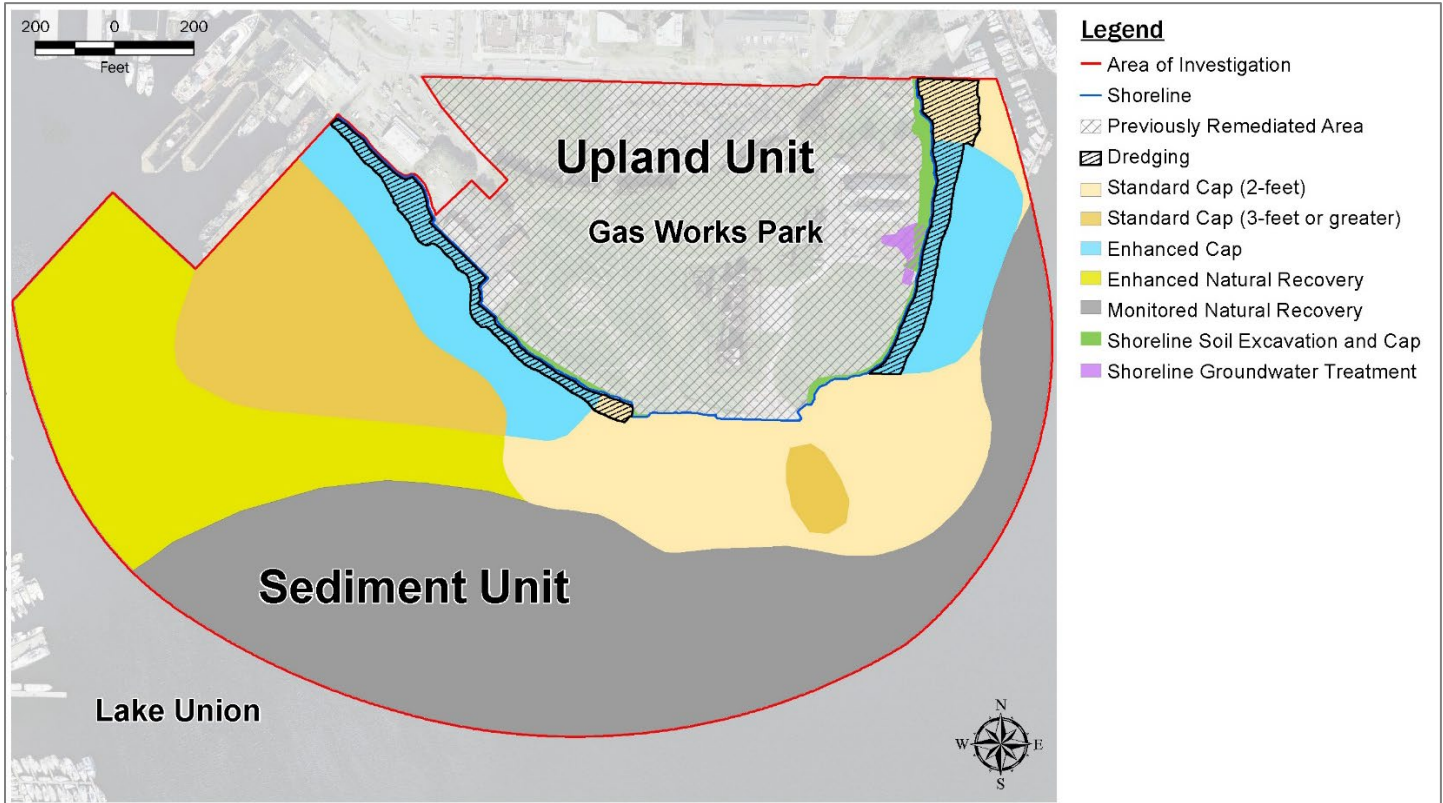 200 0 200
Feet
Upland Unit
Gas Works Park
Sediment Unit
Lake Union
N
W E
S
Legend
Area of Investigation
Shoreline
Previously Remediated Area
Dredging
Standard Cap (2-feet)
Standard Cap (3-feet or greater)
Enhanced Cap
Enhanced Natural Recovery
Monitored Natural Recovery
Shoreline Soil Excavation and Cap
Shoreline Groundwater Treatment